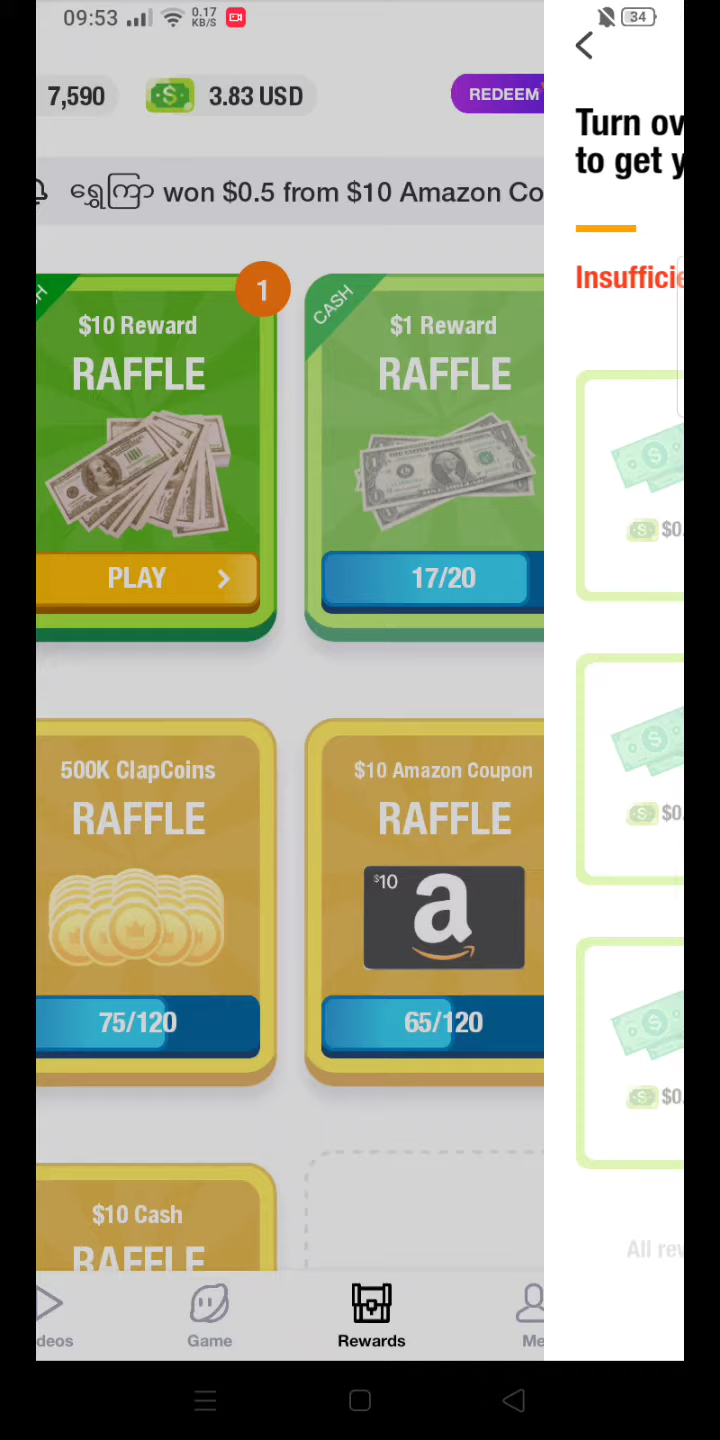 09:53
0.17
KB/S
34
7,590
3.83 USD
REDEEM
ရွှေကြာ won $0.5 from $10 Amazon Co
$10 Reward
RAFFLE
PLAY
1
CASH
$1 Reward
RAFFLE
17/20
500K ClapCoins
RAFFLE
75/120
$10 Amazon Coupon
RAFFLE
$10
a
65/120
$10 Cash
RAFFLE
deos
Game
Rewards
Me
Turn ov
to get y
Insufficie
$0.
$0.
$0.
All rev